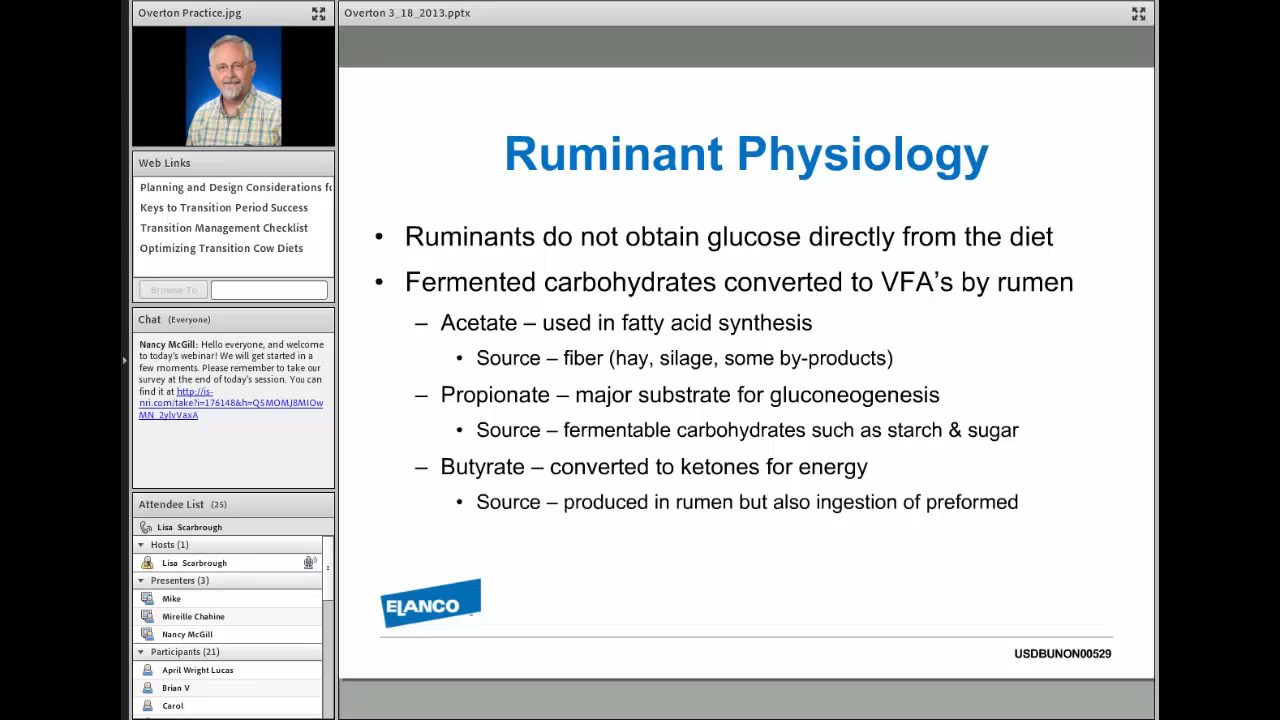 Overton Practice.jpg
Web Links
Planning and Design Considerations fo
Keys to Transition Period Success
Transition Management Checklist
Optimizing Transition Cow Diets
Browse To
Chat (Everyone)
Nancy McGill: Hello everyone, and welcome
to today's webinar! We will get started in a
few moments. Please remember to take our
survey at the end of today's session. You can
find it at http://is-
nri.com/take?i=176148&h=Q5MOMJ8MIOw
MN_2ylvVaxA
Attendee List (25)
Lisa Scarbrough
Hosts (1)
Lisa Scarbrough
Presenters (3)
Mike
Mireille Chahine
Nancy McGill
Participants (21)
April Wright Lucas
Brian V
Carol
Overton 3_18_2013.pptx
Ruminant Physiology
• Ruminants do not obtain glucose directly from the diet
• Fermented carbohydrates converted to VFA's by rumen
– Acetate – used in fatty acid synthesis
• Source – fiber (hay, silage, some by-products)
– Propionate – major substrate for gluconeogenesis
• Source – fermentable carbohydrates such as starch & sugar
– Butyrate – converted to ketones for energy
• Source – produced in rumen but also ingestion of preformed
ELANCO
USDBUNON00529